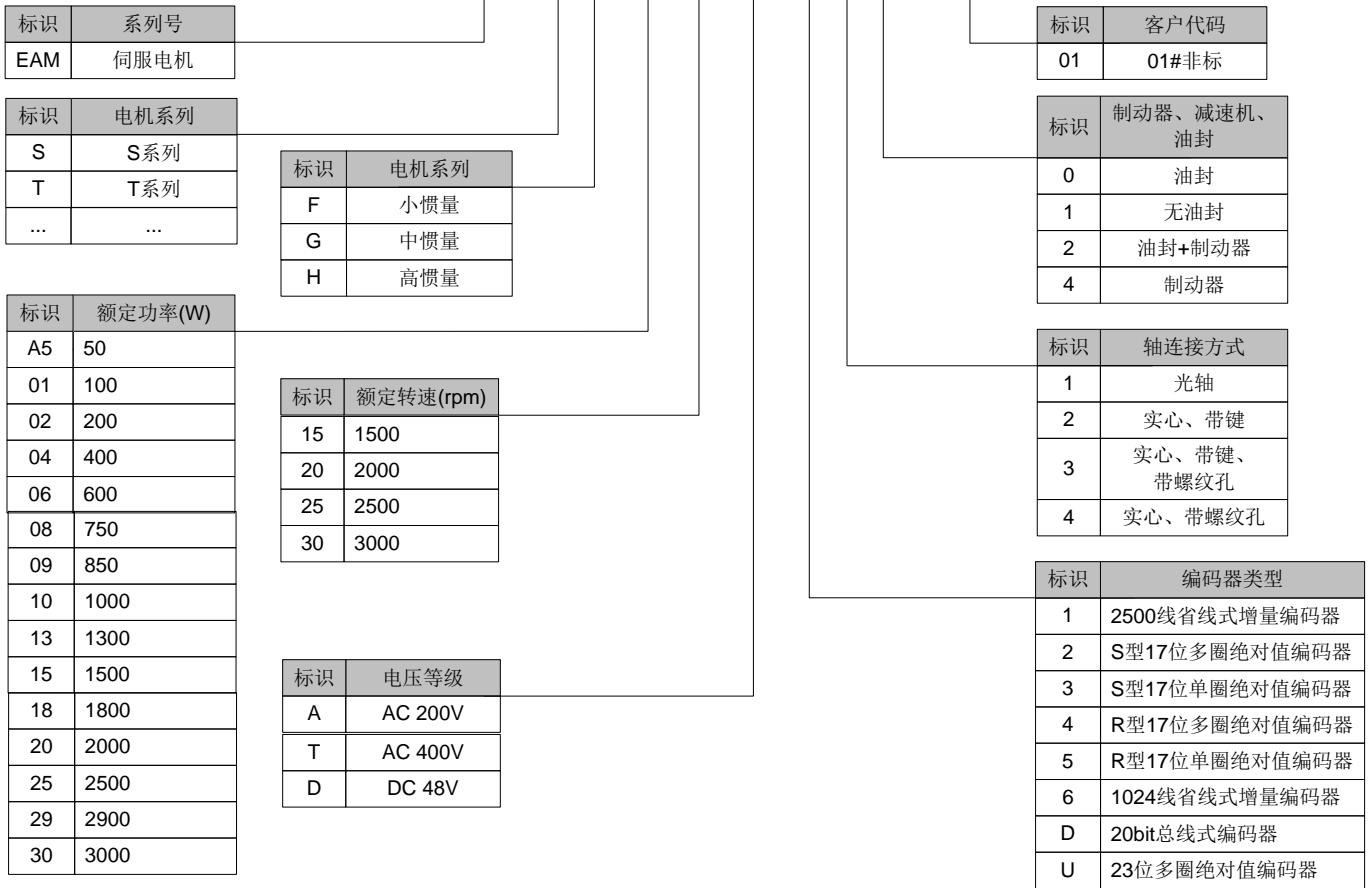 标识 系列号
EAM 伺服电机
标识 电机系列
S S系列
T T系列
... ...
标识 电机系列
F 小惯量
G 中惯量
H 高惯量
标识 额定功率(W)
A5 50
01 100
02 200
04 400
06 600
08 750
09 850
10 1000
13 1300
15 1500
18 1800
20 2000
25 2500
29 2900
30 3000
标识 额定转速(rpm)
15 1500
20 2000
25 2500
30 3000
标识 电压等级
A AC 200V
T AC 400V
D DC 48V
标识 客户代码
01 01#非标
标识 制动器、减速机、
油封
0 油封
1 无油封
2 油封+制动器
4 制动器
标识 轴连接方式
1 光轴
2 实心、带键
3 实心、带键、
带螺纹孔
4 实心、带螺纹孔
标识 编码器类型
1 2500线省线式增量编码器
2 S型17位多圈绝对值编码器
3 S型17位单圈绝对值编码器
4 R型17位多圈绝对值编码器
5 R型17位单圈绝对值编码器
6 1024线省线式增量编码器
D 20bit总线式编码器
U 23位多圈绝对值编码器